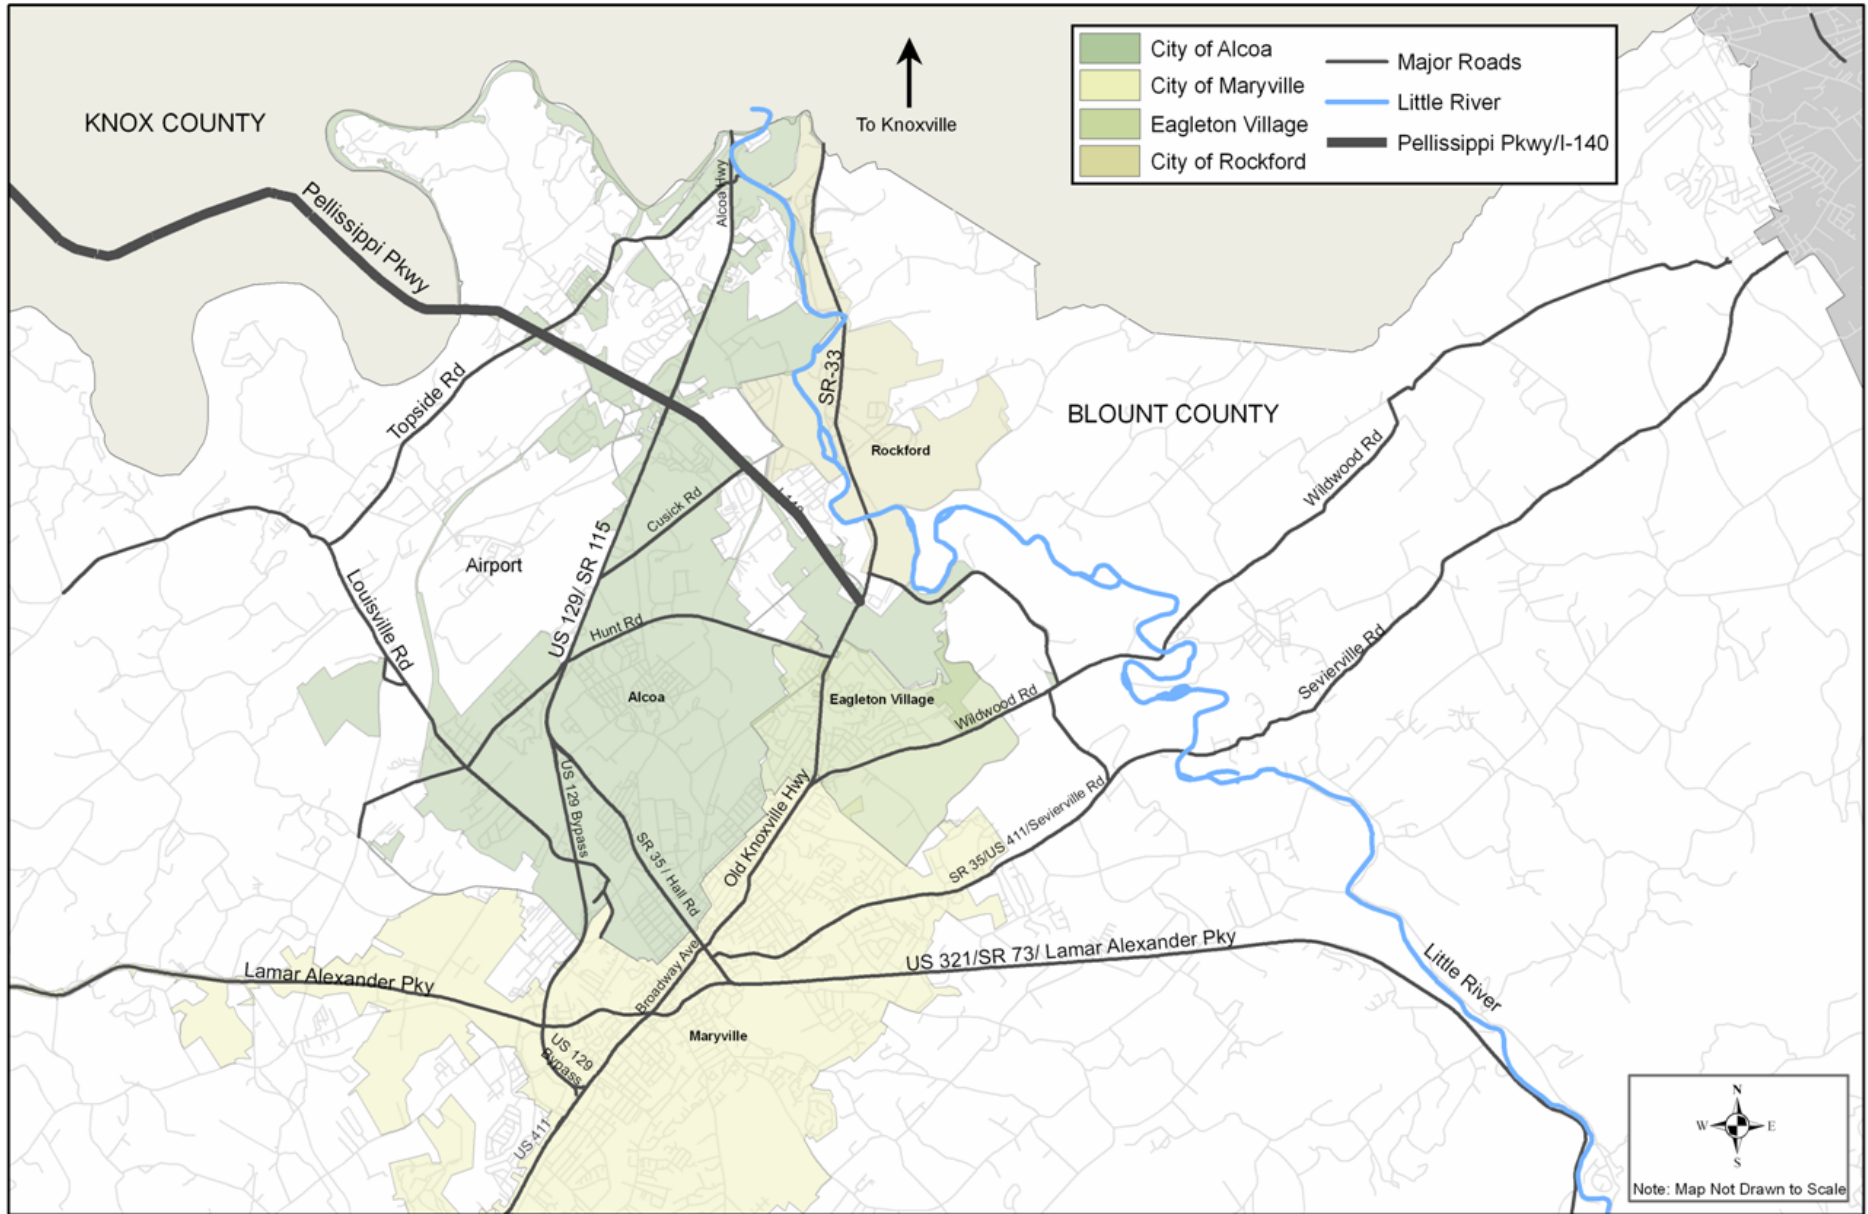 KNOX COUNTY
To Knoxville
City of Alcoa
City of Maryville
Eagleton Village
City of Rockford
Major Roads
Little River
Pellissippi Pkwy/I-140
Pellissippi Pkwy
Alcoa Hwy
Topside Rd
SR-33
Rockford
BLOUNT COUNTY
Wildwood Rd
Cusick Rd
I-140
Airport
US 129/ SR 115
Louisville Rd
Hunt Rd
Alcoa
Eagleton Village
Wildwood Rd
Sevierville Rd
US 129 Bypass
SR 35 / Hall Rd
Old Knoxville Hwy
SR 35/US 411/Sevierville Rd
Lamar Alexander Pky
Broadway Ave
US 321/SR 73/ Lamar Alexander Pky
Little River
Maryville
US 129
Bypass
US 411
N
W E
S
Note: Map Not Drawn to Scale